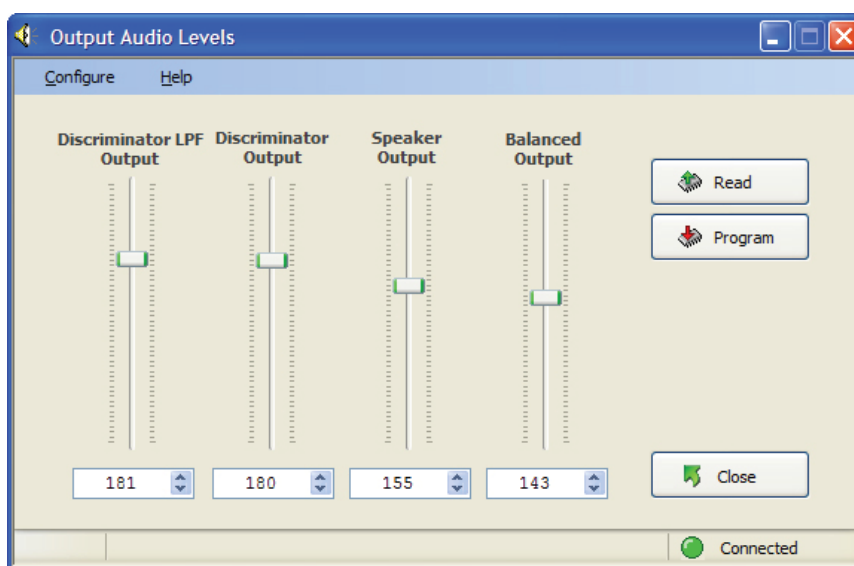 Output Audio Levels
Configure Help
Discriminator LPF Output
Discriminator Output
Speaker Output
Balanced Output
181 180 155 143
Read
Program
Close
Connected